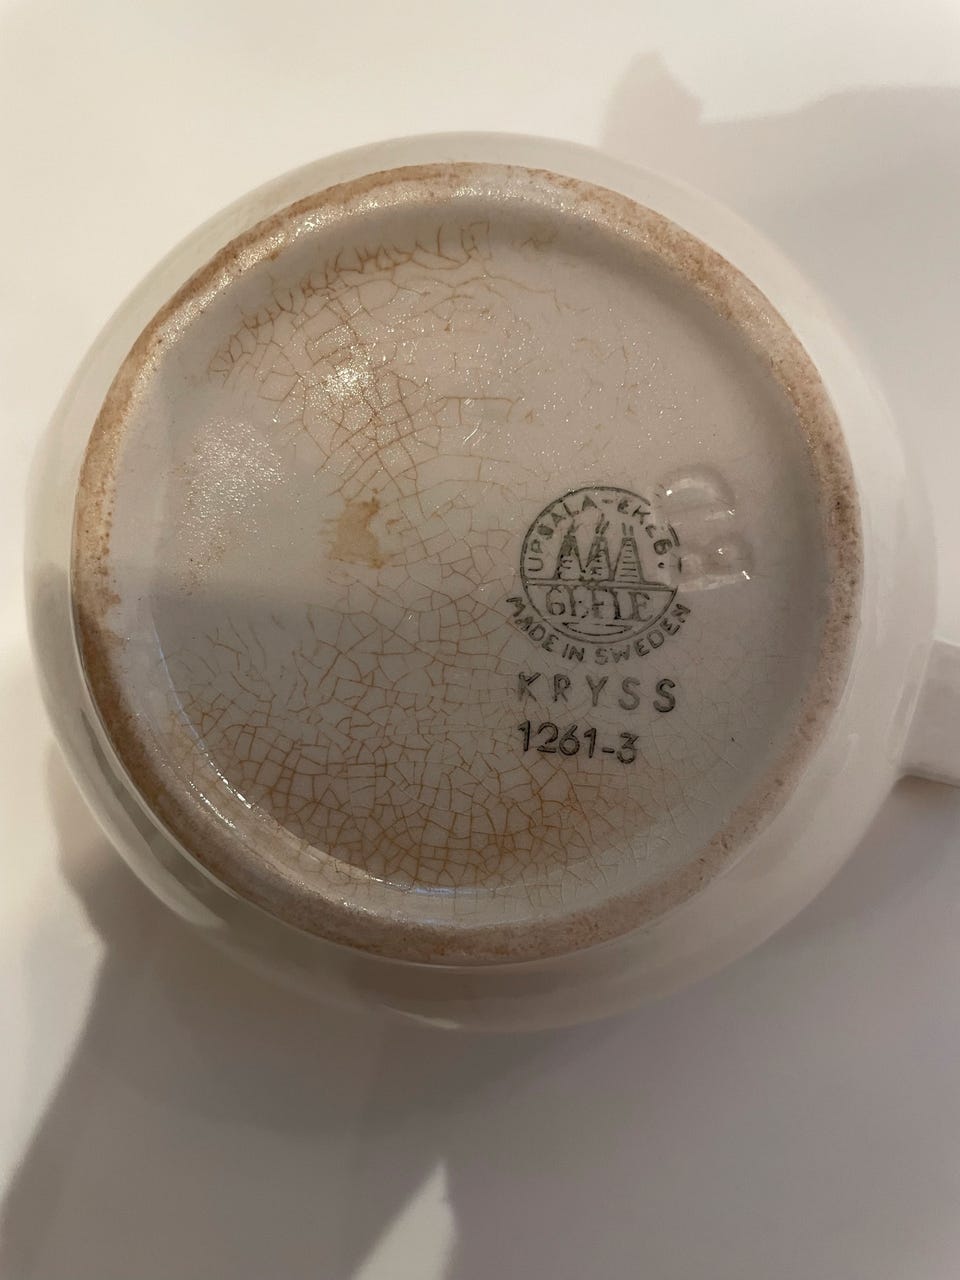 UPSALA-EKEBY.
GEFLE
MADE IN SWEDEN
KRYSS
1261-3